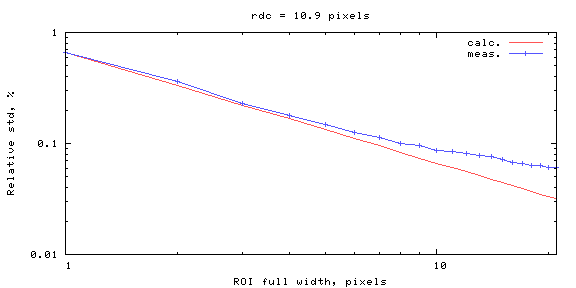 rdc = 10.9 pixels
1
calc.
meas.
Relative std, %
0.1
0.01
1
10
ROI full width, pixels